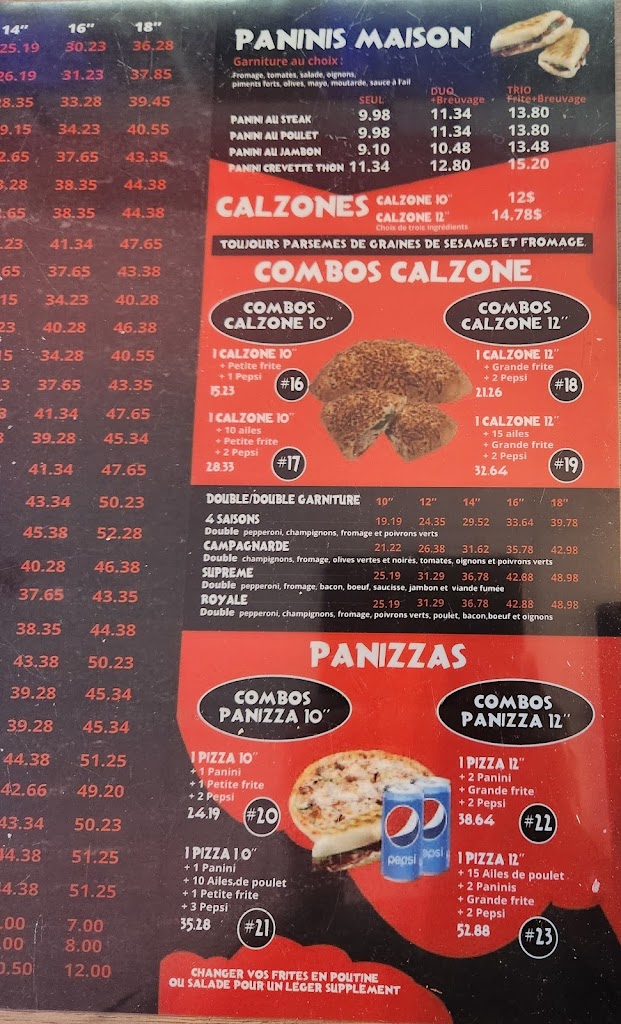 14" 16" 18"
25.19 30.23 36.28
26.19 31.23 37.85
28.35 33.28 39.45
9.15 34.23 40.55
2.65 37.65 43.35
3.28 38.35 44.38
.65 38.35 44.38
.23 41.34 47.65
65 37.65 43.38
15 34.23 40.28
23 40.28 46.38
15 34.28 40.55
3 37.65 43.35
8 41.34 47.65
8 39.28 45.34
41.34 47.65
43.34 50.23
45.38 52.28
40.28 46.38
37.65 43.35
38.35 44.38
43.38 50.23
39.28 45.34
39.28 45.34
44.38 51.25
42.66 49.20
43.34 50.23
44.38 51.25
4.38 51.25
.00 7.00
.00 8.00
0.50 12.00
PANINIS MAISON
Garniture au choix :
Fromage, tomates, salade, oignons,
piments forts, olives, mayo, moutarde, sauce à l'ail
SEUL DUO +Breuvage TRIO Frite+Breuvage
PANINI AU STEAK 9.98 11.34 13.80
PANINI AU POULET 9.98 11.34 13.80
PANINI AU JAMBON 9.10 10.48 13.48
PANINI CREVETTE THON 11.34 12.80 15.20
CALZONES CALZONE 10" 12$
CALZONE 12" 14.78$
Choix de trois ingrédients
TOUJOURS PARSEMES DE GRAINES DE SESAMES ET FROMAGE.
COMBOS CALZONE
COMBOS
CALZONE 10"
1 CALZONE 10"
+ Petite frite
+ 1 Pepsi
15.23 #16
1 CALZONE 10"
+ 10 ailes
+ Petite frite
+ 2 Pepsi
28.33 #17
COMBOS
CALZONE 12"
1 CALZONE 12"
+ Grande frite
+ 2 Pepsi
21.26 #18
1 CALZONE 12"
+ 15 ailes
+ Grande frite
+ 2 Pepsi
32.64 #19
DOUBLE/DOUBLE GARNITURE 10" 12" 14" 16" 18"
4 SAISONS 19.19 24.35 29.52 33.64 39.78
Double pepperoni, champignons, fromage et poivrons verts
CAMPAGNARDE 21.22 26.38 31.62 35.78 42.98
Double champignons, fromage, olives vertes et noires, tomates, oignons et poivrons verts
SUPREME 25.19 31.29 36.78 42.88 48.98
Double pepperoni, fromage, bacon, boeuf, saucisse, jambon et viande fumée
ROYALE 25.19 31.29 36.78 42.88 48.98
Double pepperoni, champignons, fromage, poivrons verts, poulet, bacon,boeuf et oignons
PANIZZAS
COMBOS
PANIZZA 10"
1 PIZZA 10"
+ 1 Panini
+ 1 Petite frite
+ 2 Pepsi
24.19 #20
1 PIZZA 10"
+ 1 Panini
+ 10 Ailes de poulet
+ 1 Petite frite
+ 3 Pepsi
35.28 #21
pepsi
pepsi
COMBOS
PANIZZA 12"
1 PIZZA 12"
+ 2 Panini
+ Grande frite
+ 2 Pepsi
38.64 #22
1 PIZZA 12"
+ 15 Ailes de poulet
+ 2 Paninis
+ Grande frite
+ 2 Pepsi
52.88 #23
CHANGER VOS FRITES EN POUTINE
OU SALADE POUR UN LEGER SUPPLEMENT